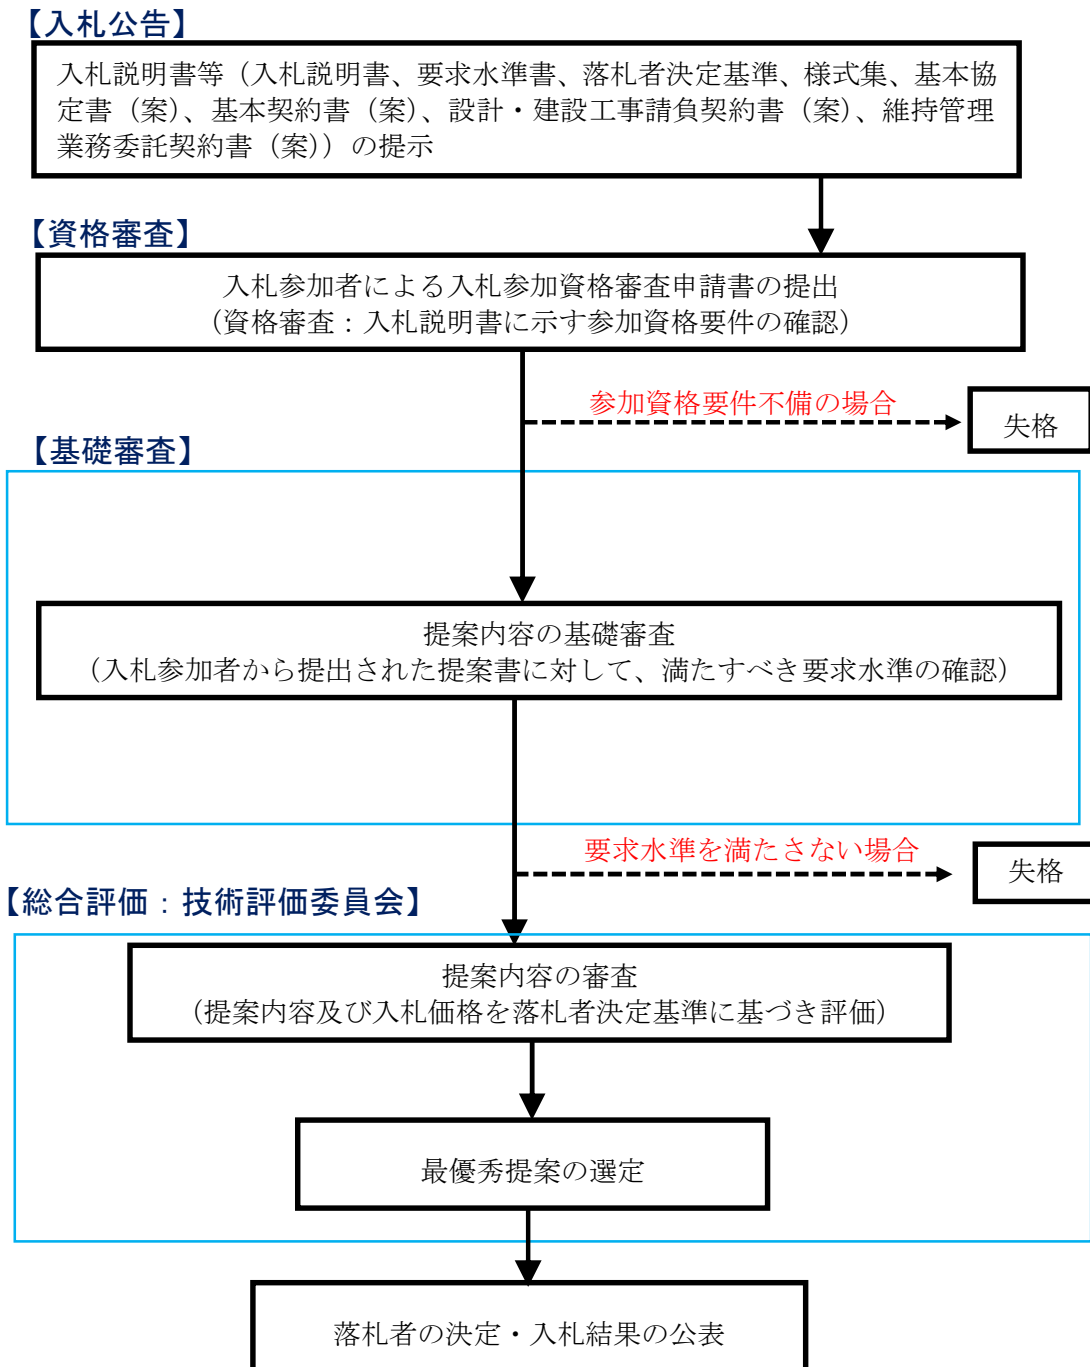 【入札公告】
入札説明書等（入札説明書、要求水準書、落札者決定基準、様式集、基本協
定書（案）、基本契約書（案）、設計・建設工事請負契約書（案）、維持管理
業務委託契約書（案））の提示
【資格審査】
入札参加者による入札参加資格審査申請書の提出
（資格審査：入札説明書に示す参加資格要件の確認）
参加資格要件不備の場合
失格
【基礎審査】
提案内容の基礎審査
（入札参加者から提出された提案書に対して、満たすべき要求水準の確認）
要求水準を満たさない場合
失格
【総合評価：技術評価委員会】
提案内容の審査
（提案内容及び入札価格を落札者決定基準に基づき評価）
最優秀提案の選定
落札者の決定・入札結果の公表